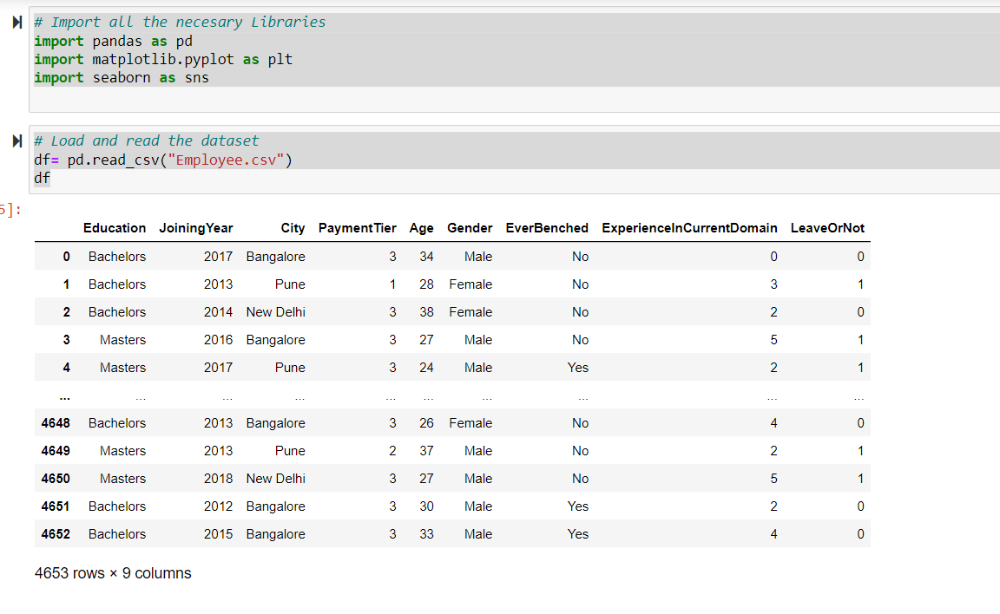 # Import all the necesary Libraries
import pandas as pd
import matplotlib.pyplot as plt
import seaborn as sns
# Load and read the dataset
df= pd.read_csv("Employee.csv")
df
5]:
Education JoiningYear City PaymentTier Age Gender EverBenched ExperienceInCurrentDomain LeaveOrNot
0 Bachelors 2017 Bangalore 3 34 Male No 0 0
1 Bachelors 2013 Pune 1 28 Female No 3 1
2 Bachelors 2014 New Delhi 3 38 Female No 2 0
3 Masters 2016 Bangalore 3 27 Male No 5 1
4 Masters 2017 Pune 3 24 Male Yes 2 1
... ... ... ... ... ... ... ... ... ...
4648 Bachelors 2013 Bangalore 3 26 Female No 4 0
4649 Masters 2013 Pune 2 37 Male No 2 1
4650 Masters 2018 New Delhi 3 27 Male No 5 1
4651 Bachelors 2012 Bangalore 3 30 Male Yes 2 0
4652 Bachelors 2015 Bangalore 3 33 Male Yes 4 0
4653 rows × 9 columns